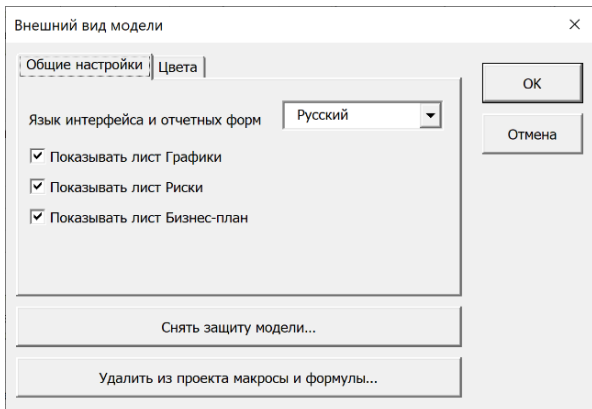 Внешний вид модели
Общие настройки
Цвета
OK
Язык интерфейса и отчетных форм
Русский
Отмена
Показывать лист Графики
Показывать лист Риски
Показывать лист Бизнес-план
Снять защиту модели...
Удалить из проекта макросы и формулы...